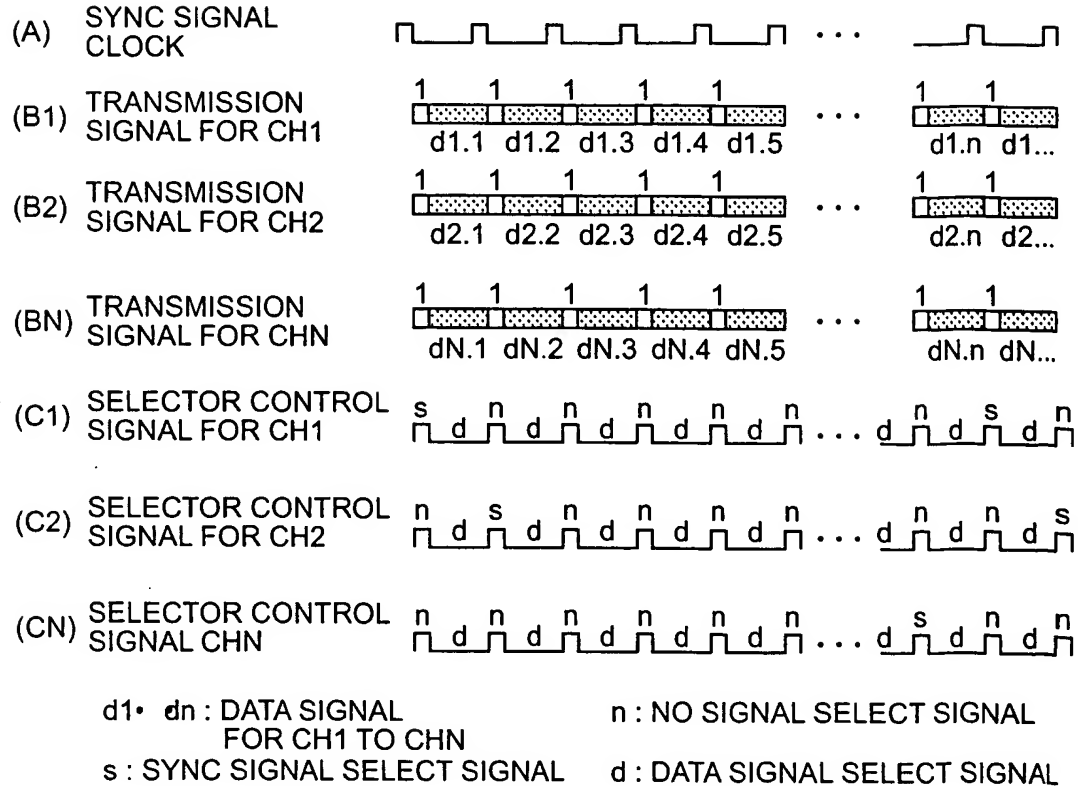 (A) SYNC SIGNAL
CLOCK
. . .
(B1) TRANSMISSION
SIGNAL FOR CH1
1 1 1 1 1 . . . 1 1
d1.1 d1.2 d1.3 d1.4 d1.5 d1.n d1...
(B2) TRANSMISSION
SIGNAL FOR CH2
1 1 1 1 1 . . . 1 1
d2.1 d2.2 d2.3 d2.4 d2.5 d2.n d2...
(BN) TRANSMISSION
SIGNAL FOR CHN
1 1 1 1 1 . . . 1 1
dN.1 dN.2 dN.3 dN.4 dN.5 dN.n dN...
(C1) SELECTOR CONTROL
SIGNAL FOR CH1
s n n n n n n s n
d d d d d . . . d d d
(C2) SELECTOR CONTROL
SIGNAL FOR CH2
n s n n n n n n s
d d d d d . . . d d d
(CN) SELECTOR CONTROL
SIGNAL CHN
n n n n n n s n n
d d d d d . . . d d d
d1• dn : DATA SIGNAL
FOR CH1 TO CHN
n : NO SIGNAL SELECT SIGNAL
s : SYNC SIGNAL SELECT SIGNAL
d : DATA SIGNAL SELECT SIGNAL